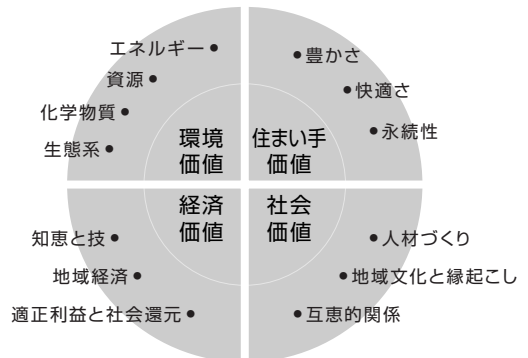 エネルギー
資源
化学物質
生態系
環境
価値
豊かさ
快適さ
永続性
住まい手
価値
経済
価値
知恵と技
地域経済
適正利益と社会還元
社会
価値
人材づくり
地域文化と縁起こし
互恵的関係